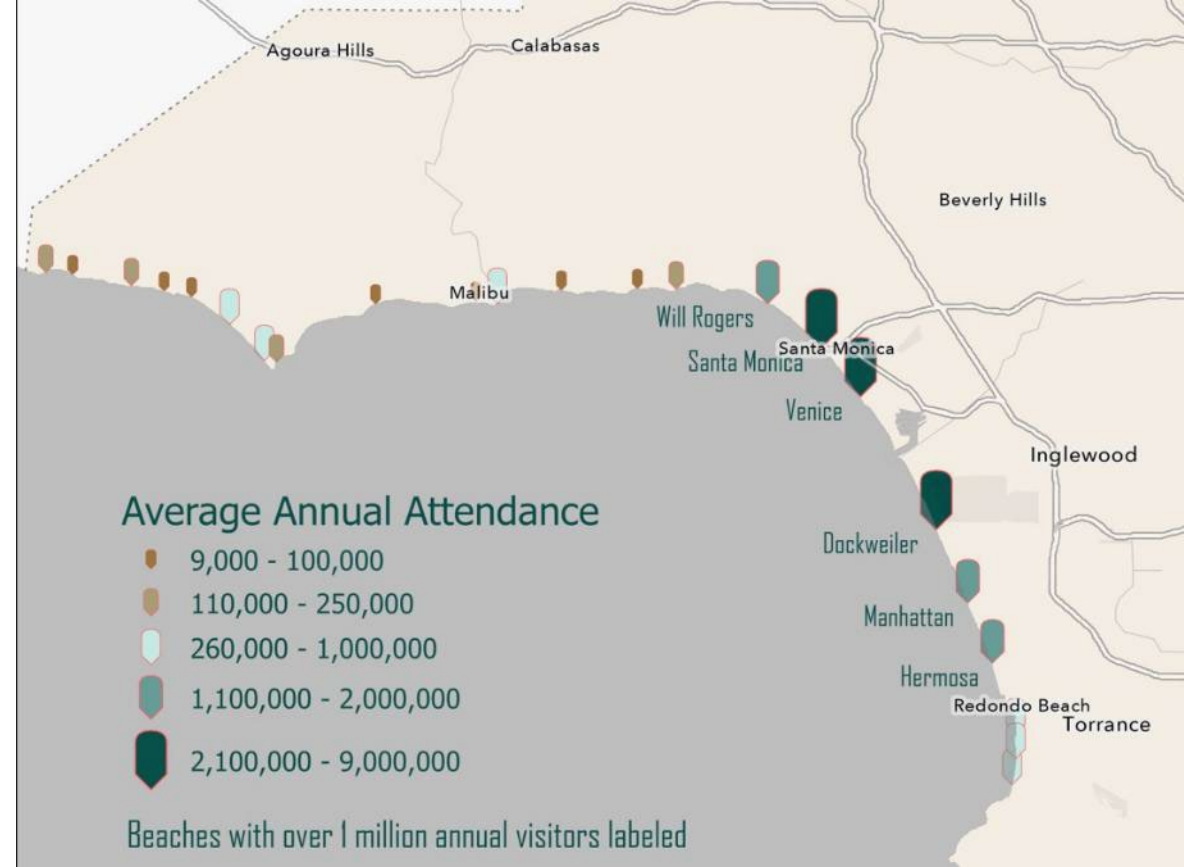 Agoura Hills
Calabasas
Beverly Hills
Malibu
Will Rogers
Santa Monica
Santa Monica
Venice
Inglewood
Average Annual Attendance
9,000 - 100,000
110,000 - 250,000
260,000 - 1,000,000
1,100,000 - 2,000,000
2,100,000 - 9,000,000
Dockweiler
Manhattan
Hermosa
Redondo Beach
Torrance
Beaches with over 1 million annual visitors labeled